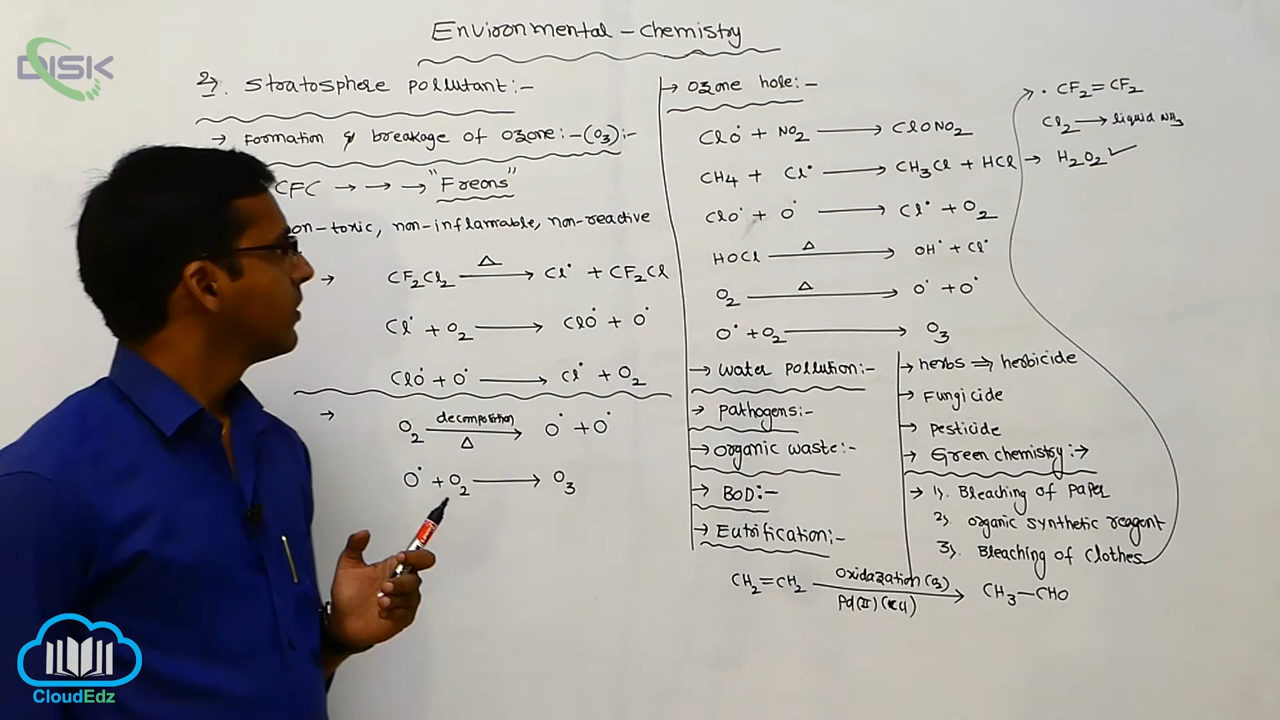 Environmental - chemistry
DISK
2). Stratosphere pollutant:-
→ Formation & breakage of Ozone:-(O3):-
CFC → → → "Freons"
on-toxic, non-inflamable, non-reactive
→ CF2Cl2 —Δ→ Cl• + CF2Cl
Cl• + O2 → ClO• + O•
ClO• + O• → Cl• + O2
→ O2 —decomposition/Δ→ O• + O•
O• + O2 → O3
→ Ozone hole:-
ClO• + NO2 → ClONO2
CH4 + Cl• → CH3Cl + HCl
ClO• + O• → Cl• + O2
HOCl —Δ→ OH• + Cl•
O2 —Δ→ O• + O•
O• + O2 → O3
→ Water pollution:-
→ pathogens:-
→ organic waste:-
→ BOD:-
→ Eutrification:-
→ herbs ⇒ herbicide
→ Fungicide
→ pesticide
→ Green chemistry:→
→ 1). Bleaching of paper
2). organic synthetic reagent
3). Bleaching of clothes
• CF2=CF2
Cl2 → liquid NH3
→ H2O2 ✓
CH2=CH2 —Oxidazation → CH3—CHO
Pd(II)
CloudEdz